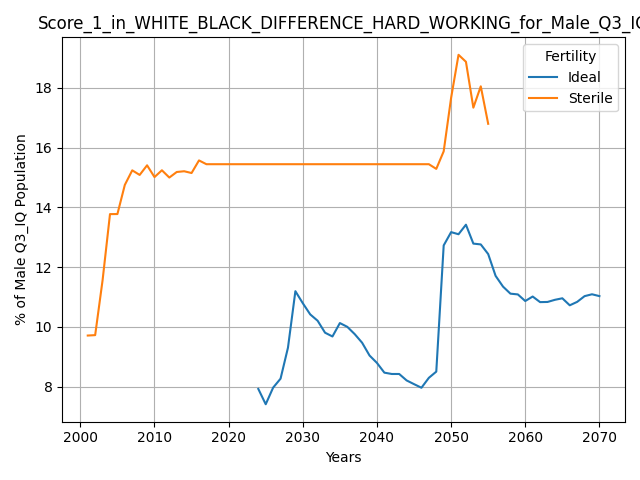 Score_1_in_WHITE_BLACK_DIFFERENCE_HARD_WORKING_for_Male_Q3_IQ
Fertility
Ideal
Sterile
% of Male Q3_IQ Population
18
16
14
12
10
8
2000 2010 2020 2030 2040 2050 2060 2070
Years